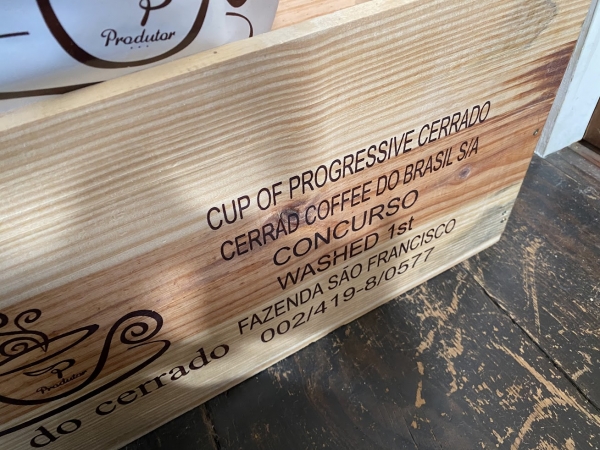 P
Produtor
CUP OF PROGRESSIVE CERRADO
CERRAD COFFEE DO BRASIL S/A
CONCURSO
WASHED 1st
FAZENDA SÃO FRANCISCO
002/419-8/0577
P
Produtor
do cerrado